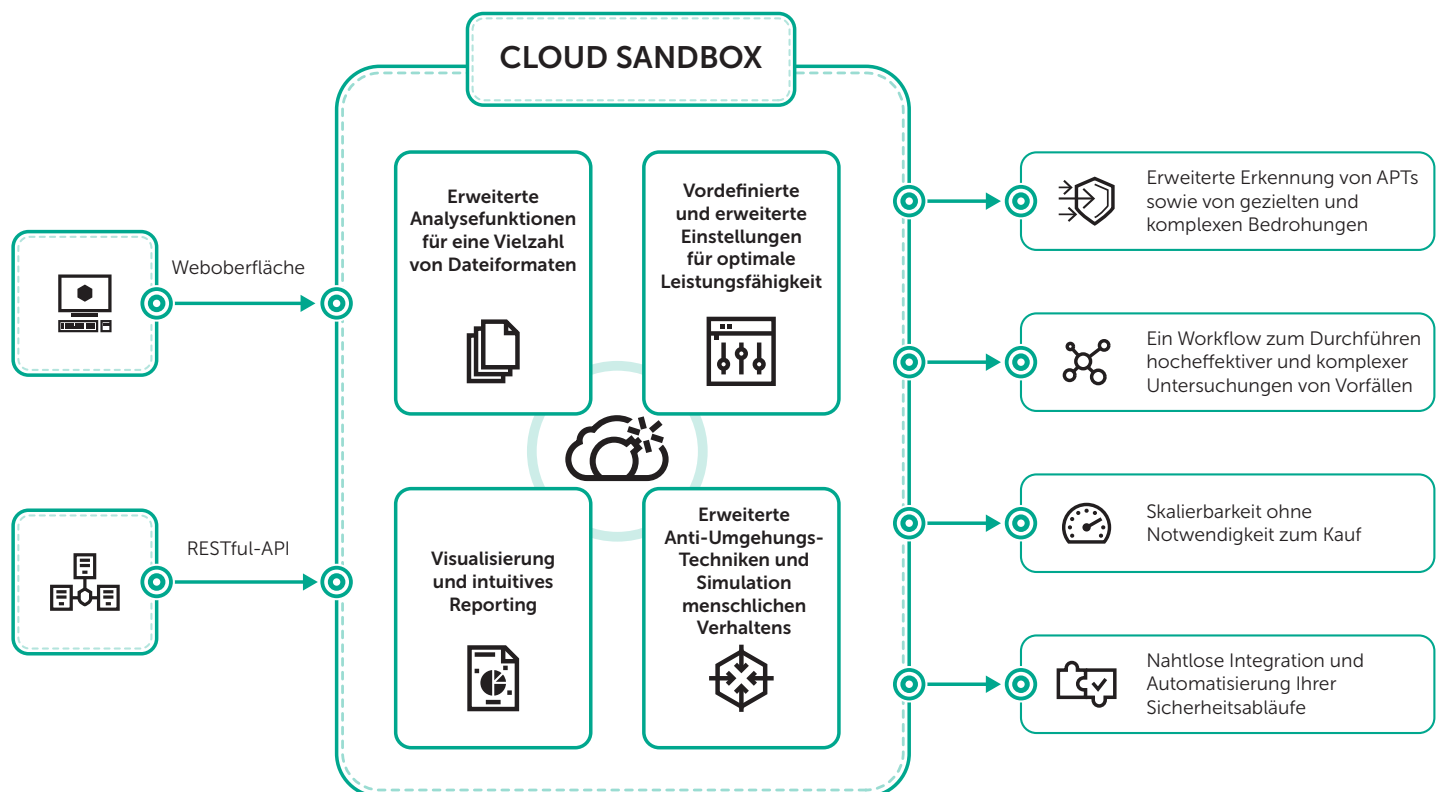 CLOUD SANDBOX
Weboberfläche
RESTful-API
Erweiterte
Analysefunktionen
für eine Vielzahl
von Dateiformaten
Vordefinierte
und erweiterte
Einstellungen
für optimale
Leistungsfähigkeit
Visualisierung
und intuitives
Reporting
Erweiterte
Anti-Umgehungs-
Techniken und
Simulation
menschlichen
Verhaltens
Erweiterte Erkennung von APTs
sowie von gezielten und
komplexen Bedrohungen
Ein Workflow zum Durchführen
hocheffektiver und komplexer
Untersuchungen von Vorfällen
Skalierbarkeit ohne
Notwendigkeit zum Kauf
Nahtlose Integration und
Automatisierung Ihrer
Sicherheitsabläufe